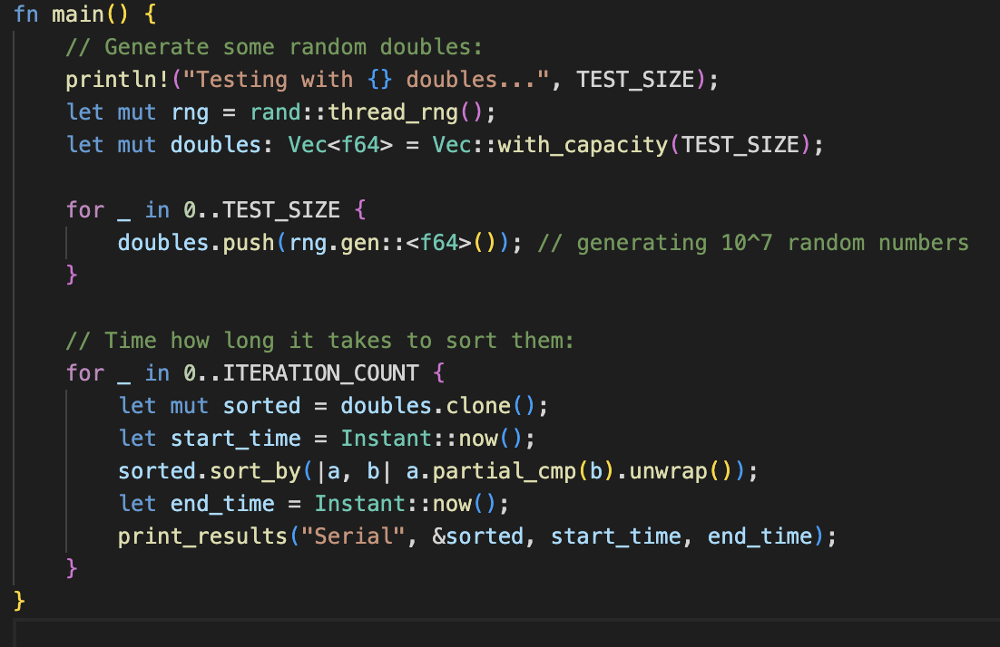 fn main() {
    // Generate some random doubles:
    println!("Testing with {} doubles...", TEST_SIZE);
    let mut rng = rand::thread_rng();
    let mut doubles: Vec<f64> = Vec::with_capacity(TEST_SIZE);

    for _ in 0..TEST_SIZE {
        doubles.push(rng.gen::<f64>()); // generating 10^7 random numbers
    }

    // Time how long it takes to sort them:
    for _ in 0..ITERATION_COUNT {
        let mut sorted = doubles.clone();
        let start_time = Instant::now();
        sorted.sort_by(|a, b| a.partial_cmp(b).unwrap());
        let end_time = Instant::now();
        print_results("Serial", &sorted, start_time, end_time);
    }
}